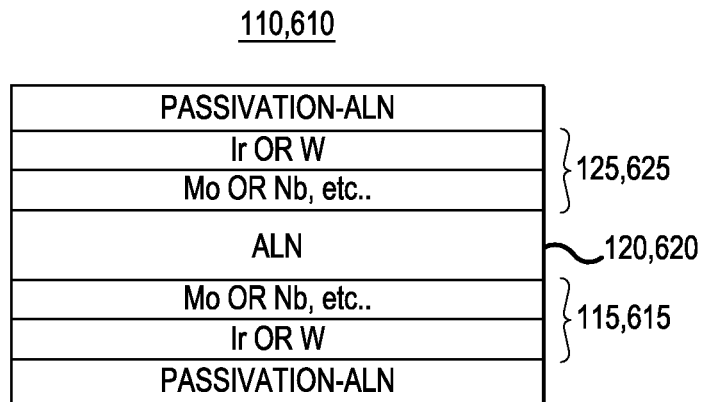 110,610
PASSIVATION-ALN
Ir OR W
Mo OR Nb, etc..
125,625
ALN
120,620
Mo OR Nb, etc..
Ir OR W
115,615
PASSIVATION-ALN